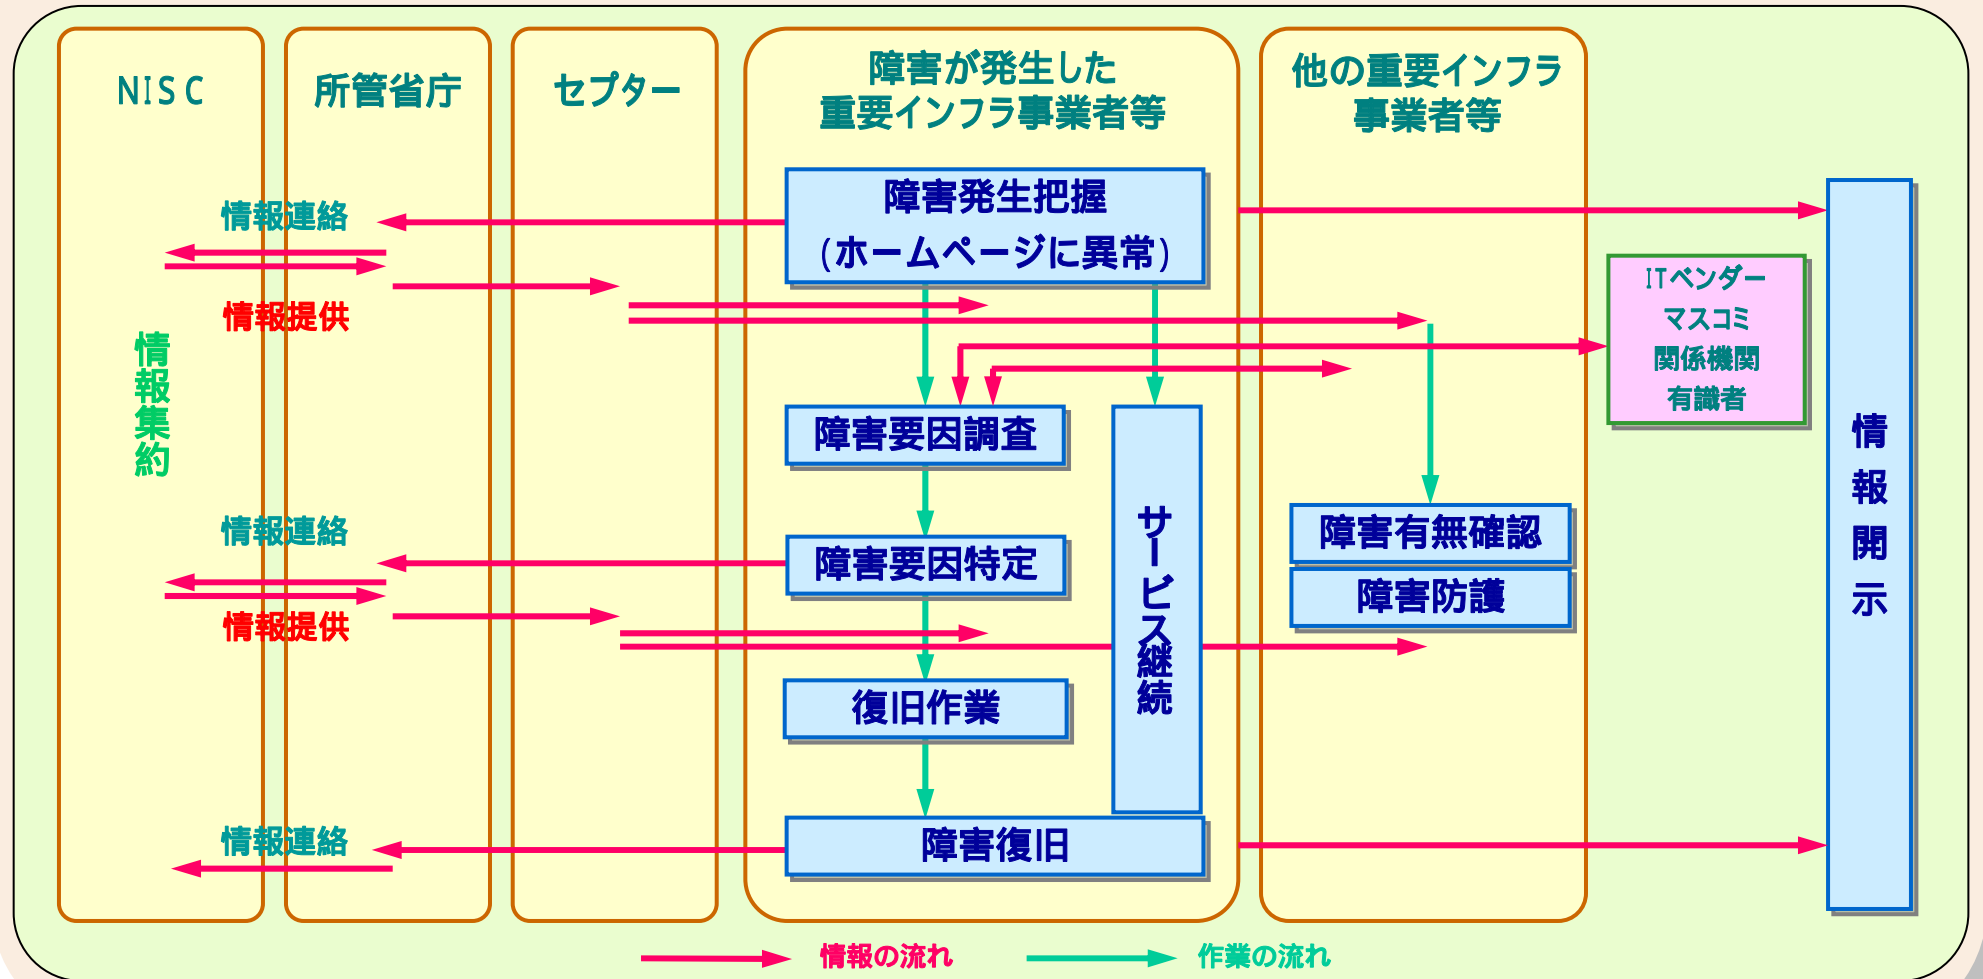 NISC
所管省庁
セプター
障害が発生した
重要インフラ事業者等
他の重要インフラ
事業者等
障害発生把握
(ホームページに異常)
情報連絡
情報提供
情報集約
ITベンダー
マスコミ
関係機関
有識者
障害要因調査
サービス継続
情報開示
障害有無確認
障害防護
情報連絡
障害要因特定
情報提供
復旧作業
情報連絡
障害復旧
情報の流れ
作業の流れ